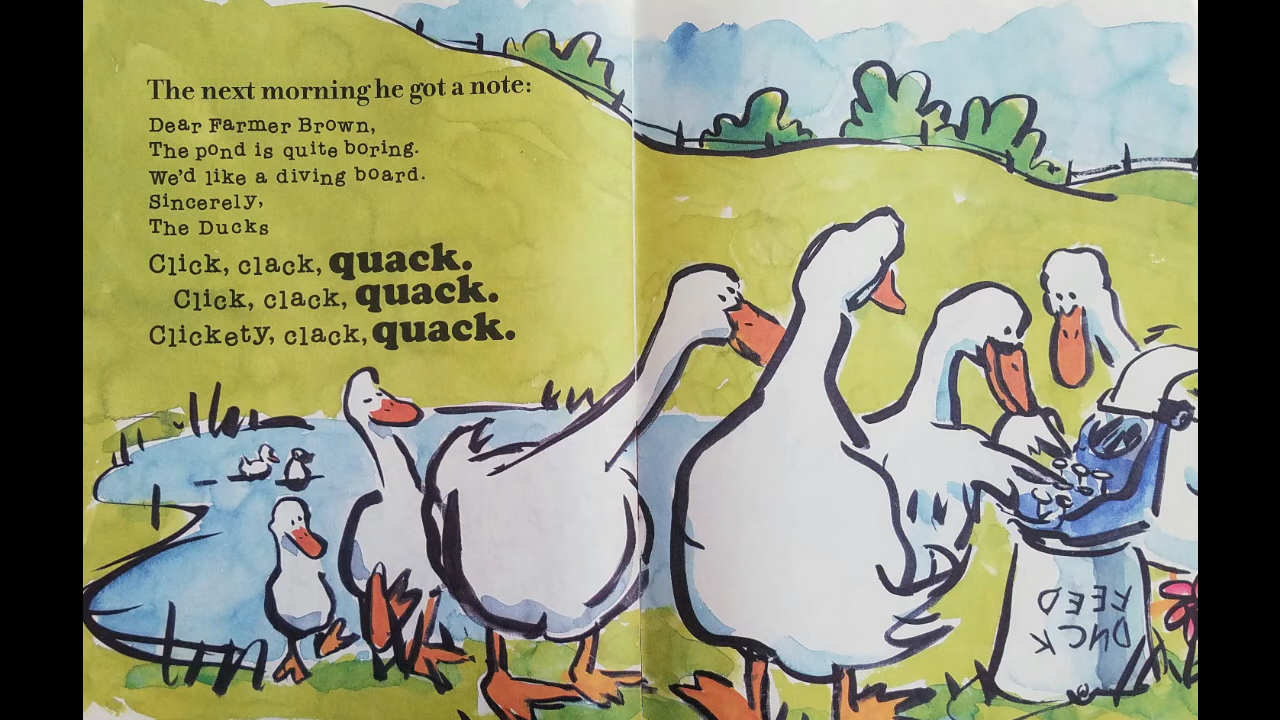 The next morning he got a note:
Dear Farmer Brown,
The pond is quite boring.
We'd like a diving board.
Sincerely,
The Ducks
Click, clack, quack.
Click, clack, quack.
Clickety, clack, quack.
DUCK
FEED